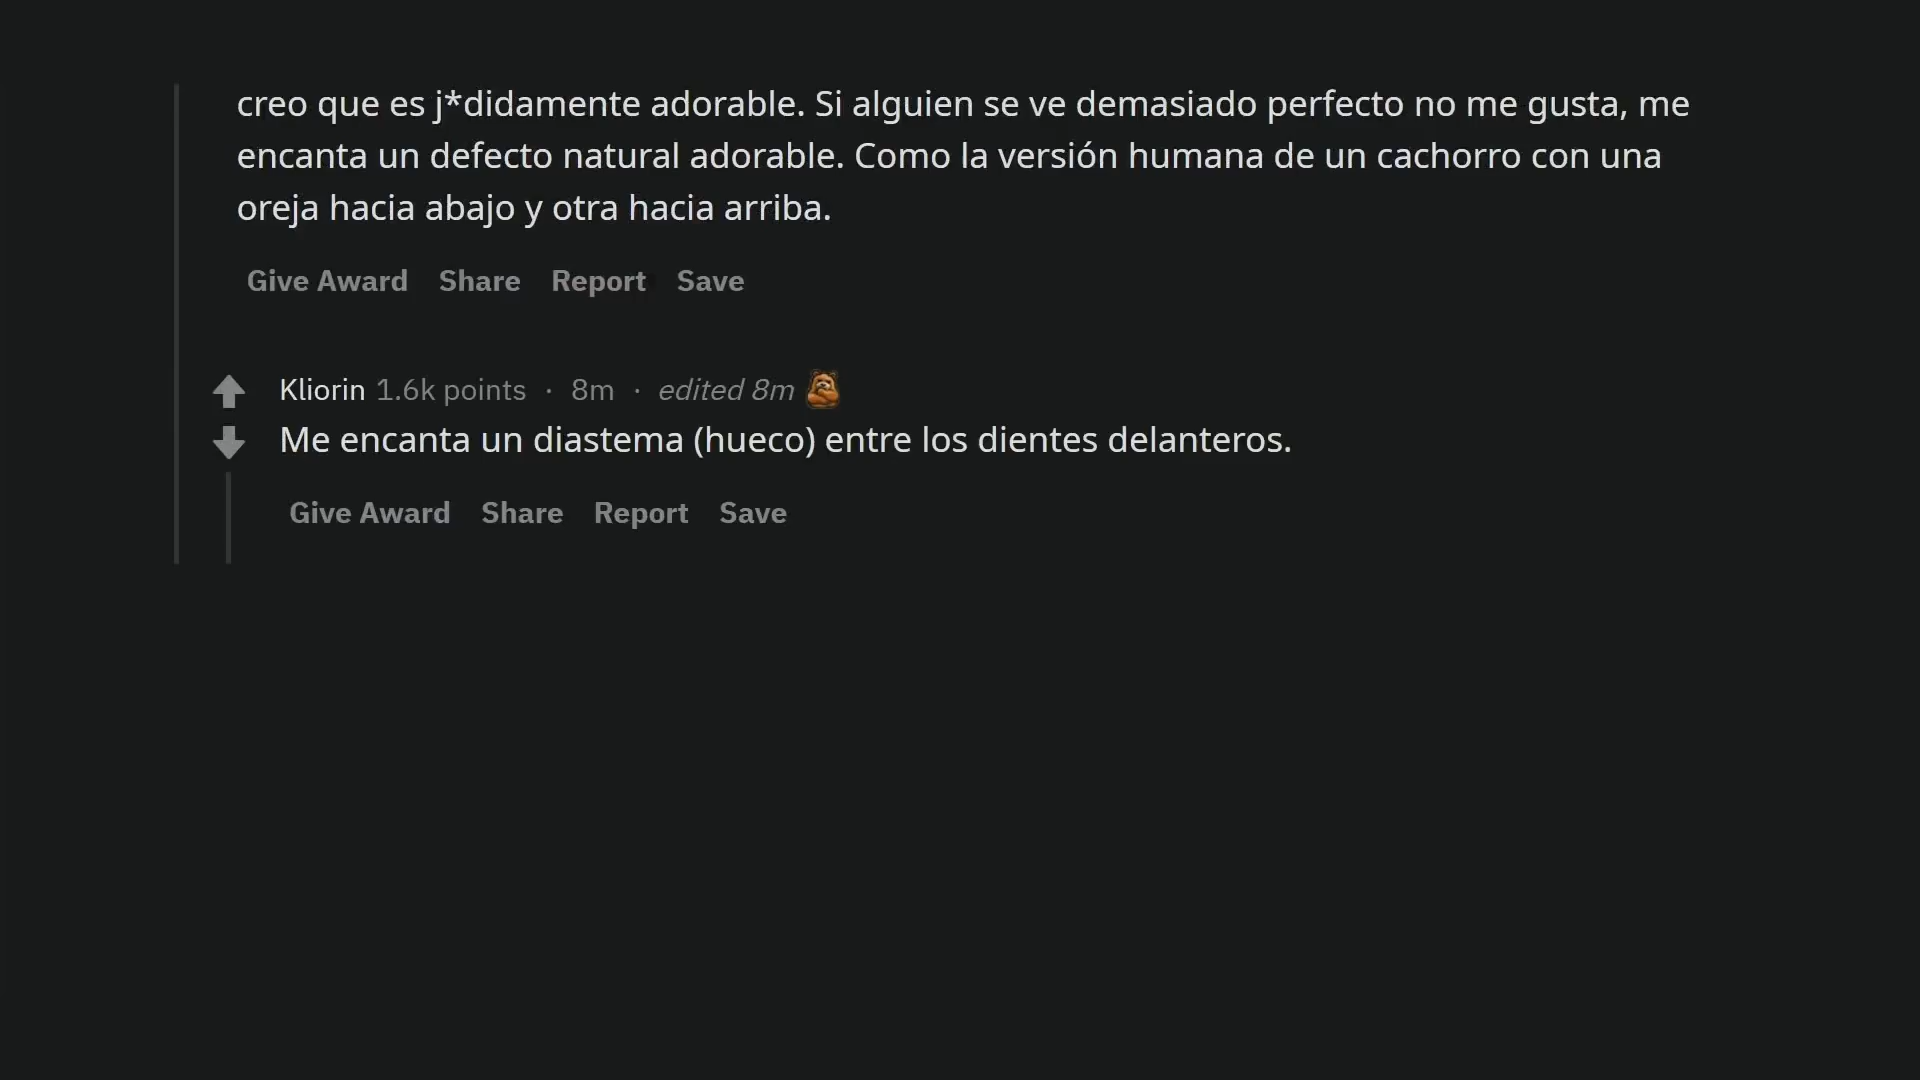 creo que es j*didamente adorable. Si alguien se ve demasiado perfecto no me gusta, me
encanta un defecto natural adorable. Como la versión humana de un cachorro con una
oreja hacia abajo y otra hacia arriba.
Give Award Share Report Save
Kliorin 1.6k points · 8m · edited 8m
Me encanta un diastema (hueco) entre los dientes delanteros.
Give Award Share Report Save